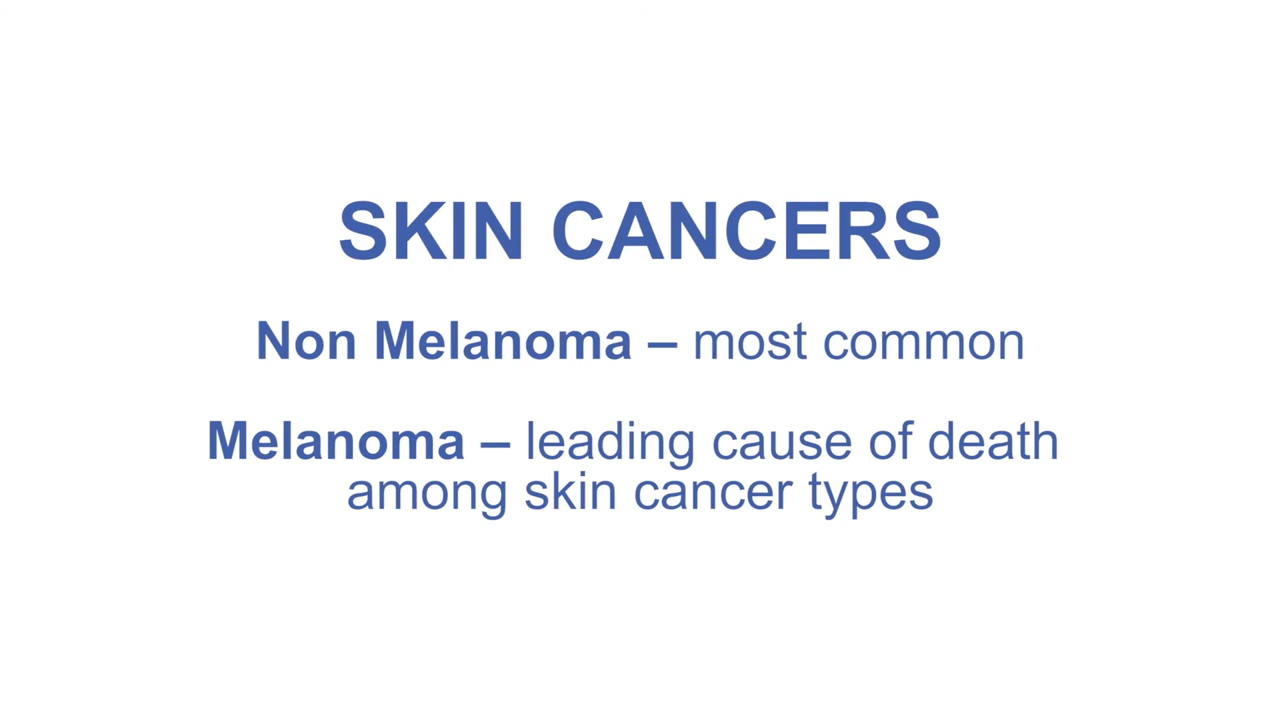 SKIN CANCERS
Non Melanoma – most common
Melanoma – leading cause of death
among skin cancer types